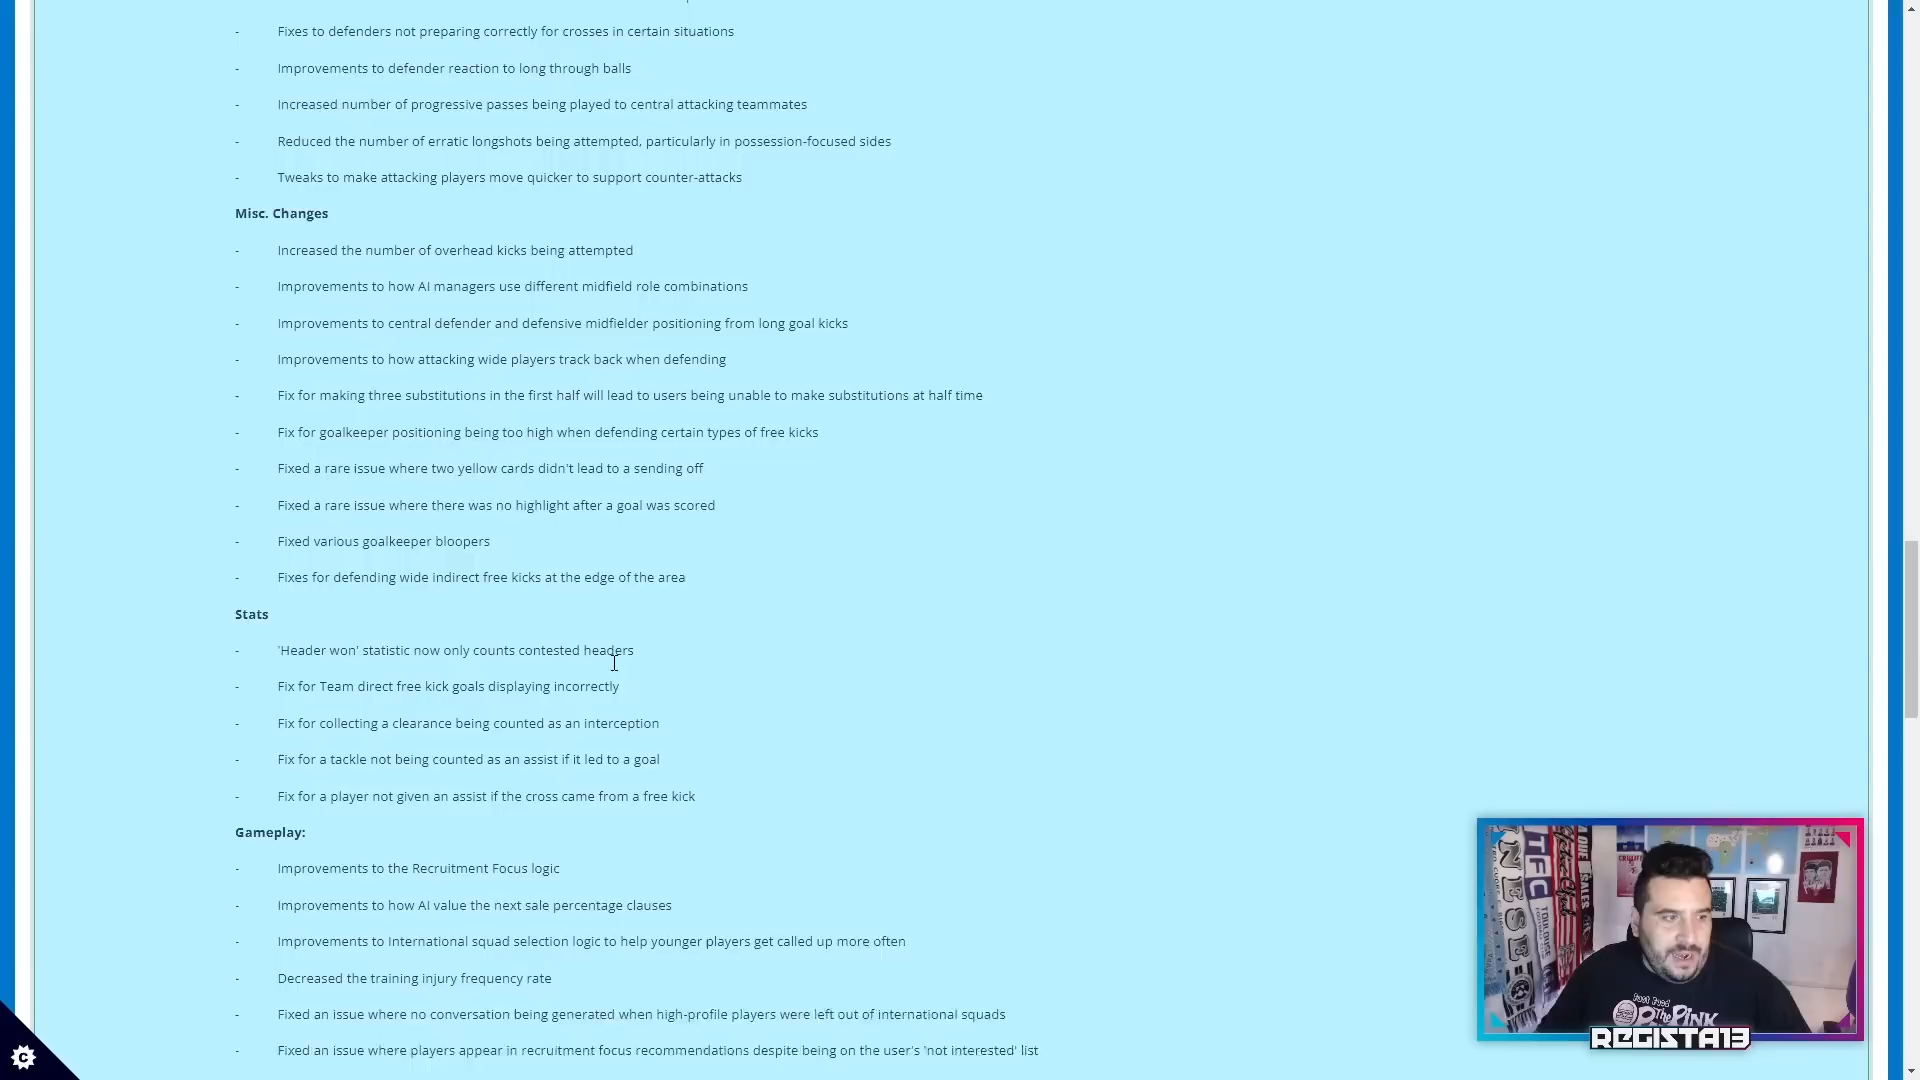 - Fixes to defenders not preparing correctly for crosses in certain situations
- Improvements to defender reaction to long through balls
- Increased number of progressive passes being played to central attacking teammates
- Reduced the number of erratic longshots being attempted, particularly in possession-focused sides
- Tweaks to make attacking players move quicker to support counter-attacks
Misc. Changes
- Increased the number of overhead kicks being attempted
- Improvements to how AI managers use different midfield role combinations
- Improvements to central defender and defensive midfielder positioning from long goal kicks
- Improvements to how attacking wide players track back when defending
- Fix for making three substitutions in the first half will lead to users being unable to make substitutions at half time
- Fix for goalkeeper positioning being too high when defending certain types of free kicks
- Fixed a rare issue where two yellow cards didn't lead to a sending off
- Fixed a rare issue where there was no highlight after a goal was scored
- Fixed various goalkeeper bloopers
- Fixes for defending wide indirect free kicks at the edge of the area
Stats
- 'Header won' statistic now only counts contested headers
- Fix for Team direct free kick goals displaying incorrectly
- Fix for collecting a clearance being counted as an interception
- Fix for a tackle not being counted as an assist if it led to a goal
- Fix for a player not given an assist if the cross came from a free kick
Gameplay:
- Improvements to the Recruitment Focus logic
- Improvements to how AI value the next sale percentage clauses
- Improvements to International squad selection logic to help younger players get called up more often
- Decreased the training injury frequency rate
- Fixed an issue where no conversation being generated when high-profile players were left out of international squads
- Fixed an issue where players appear in recruitment focus recommendations despite being on the user's 'not interested' list
TFC
REGISTA13